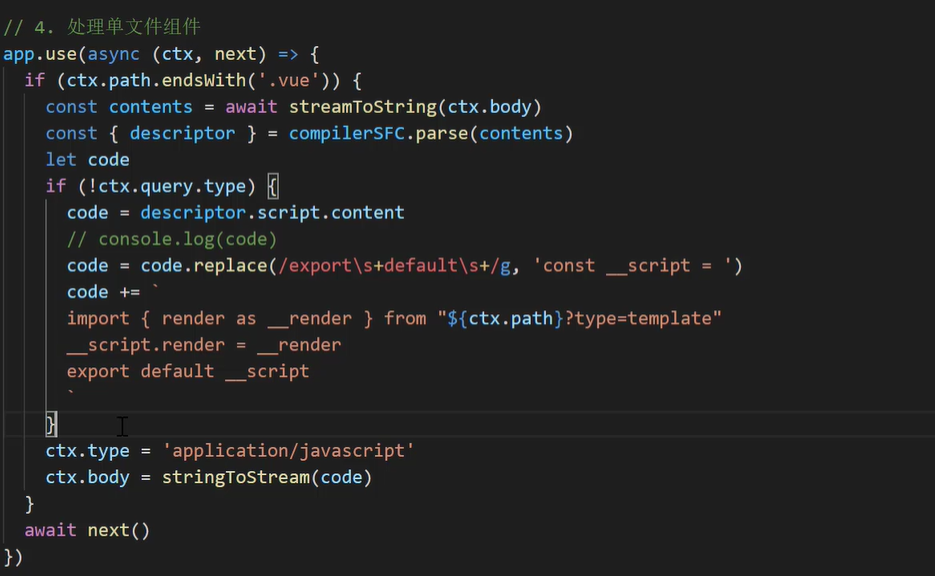 // 4. 处理单文件组件
app.use(async (ctx, next) => {
  if (ctx.path.endsWith('.vue')) {
    const contents = await streamToString(ctx.body)
    const { descriptor } = compilerSFC.parse(contents)
    let code
    if (!ctx.query.type) {
      code = descriptor.script.content
      // console.log(code)
      code = code.replace(/export\s+default\s+/g, 'const __script = ')
      code += `
      import { render as __render } from "${ctx.path}?type=template"
      __script.render = __render
      export default __script
      `
    }
    ctx.type = 'application/javascript'
    ctx.body = stringToStream(code)
  }
  await next()
})